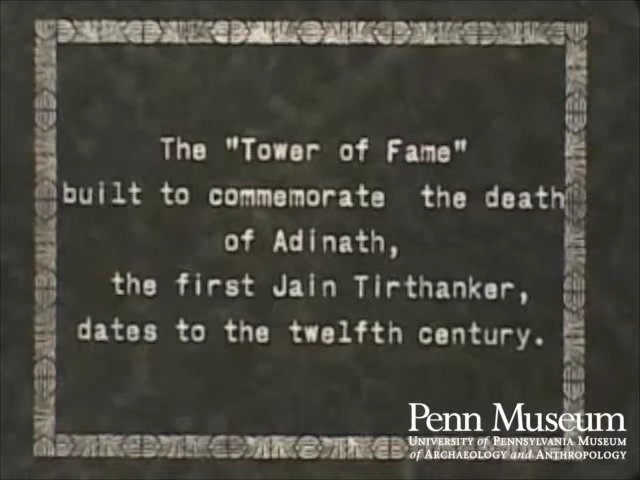 The "Tower of Fame"
built to commemorate the death
of Adinath,
the first Jain Tirthanker,
dates to the twelfth century.
Penn Museum
UNIVERSITY of PENNSYLVANIA MUSEUM
of ARCHAEOLOGY and ANTHROPOLOGY